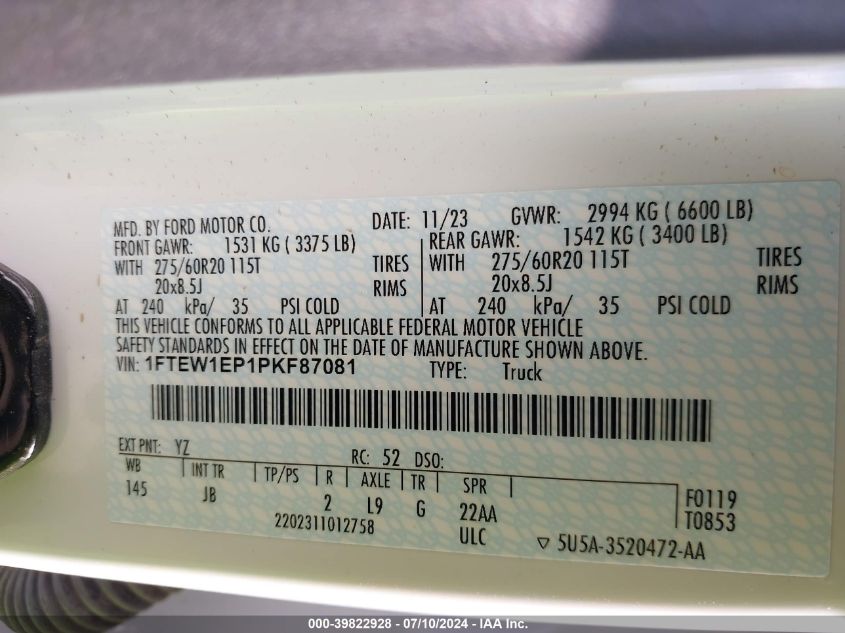 MFD. BY FORD MOTOR CO. DATE: 11/23 GVWR: 2994 KG ( 6600 LB)
FRONT GAWR: 1531 KG ( 3375 LB) REAR GAWR: 1542 KG ( 3400 LB)
WITH 275/60R20 115T TIRES WITH 275/60R20 115T TIRES
20x8.5J RIMS 20x8.5J RIMS
AT 240 kPa/ 35 PSI COLD AT 240 kPa/ 35 PSI COLD
THIS VEHICLE CONFORMS TO ALL APPLICABLE FEDERAL MOTOR VEHICLE
SAFETY STANDARDS IN EFFECT ON THE DATE OF MANUFACTURE SHOWN ABOVE.
VIN: 1FTEW1EP1PKF87081 TYPE: Truck
EXT PNT: YZ RC: 52 DSO:
WB INT TR TP/PS R AXLE TR SPR
145 JB 2 L9 G 22AA F0119
2202311012758 ULC T0853
▽ 5U5A-3520472-AA
000-39822928 - 07/10/2024 - IAA Inc.